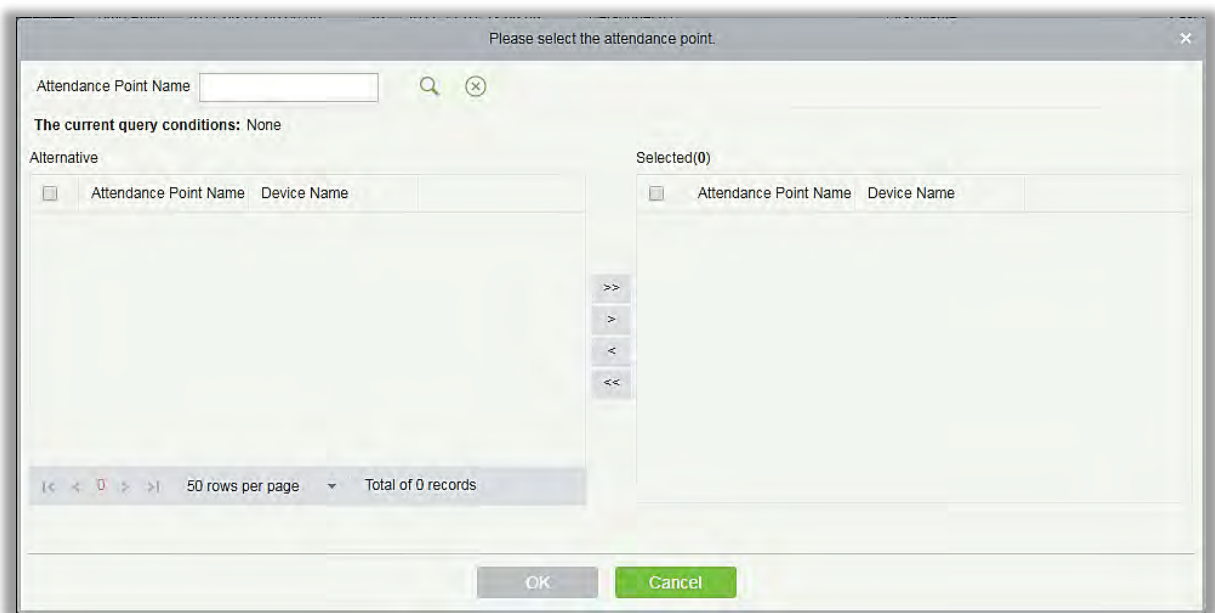 Please select the attendance point. ×
Attendance Point Name
The current query conditions: None
Alternative
Attendance Point Name Device Name
Selected(0)
Attendance Point Name Device Name
>>
>
<
<<
|< < 0 > >| 50 rows per page Total of 0 records
OK Cancel